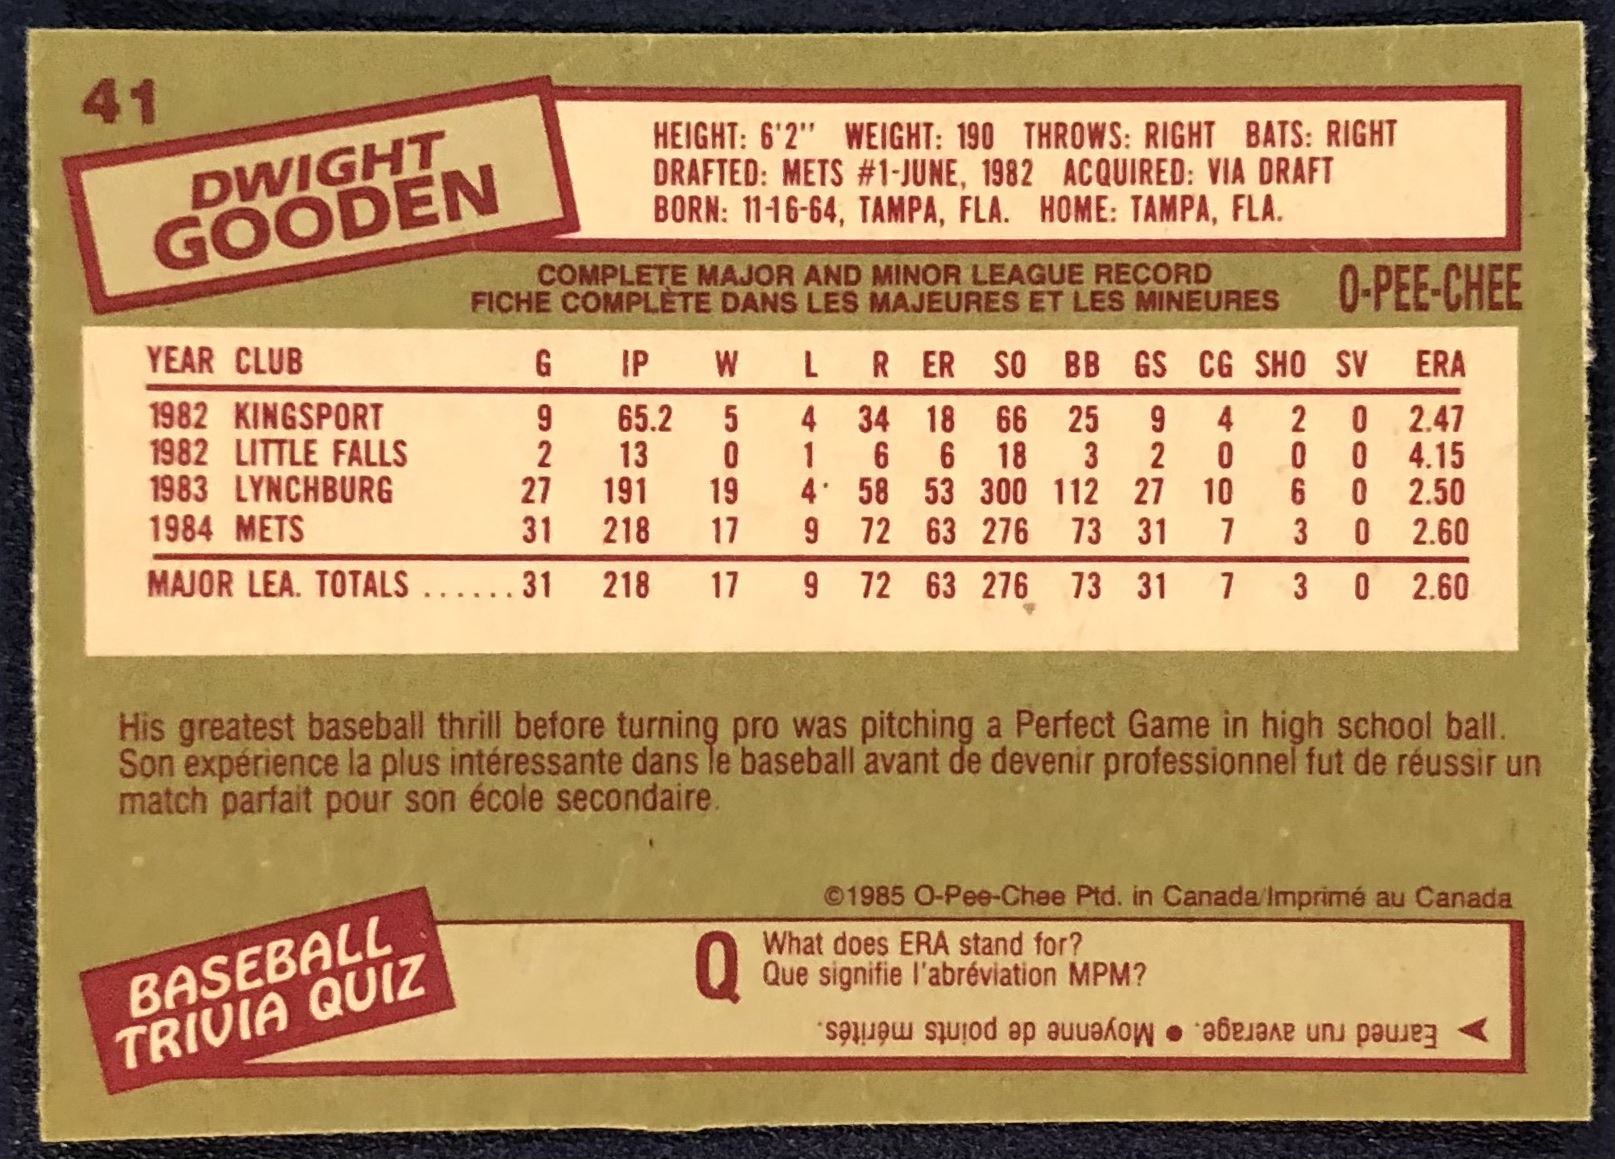 41
DWIGHT
GOODEN
HEIGHT: 6'2" WEIGHT: 190 THROWS: RIGHT BATS: RIGHT
DRAFTED: METS #1-JUNE, 1982 ACQUIRED: VIA DRAFT
BORN: 11-16-64, TAMPA, FLA. HOME: TAMPA, FLA.
COMPLETE MAJOR AND MINOR LEAGUE RECORD
FICHE COMPLÈTE DANS LES MAJEURES ET LES MINEURES
O-PEE-CHEE
YEAR CLUB G IP W L R ER SO BB GS CG SHO SV ERA
1982 KINGSPORT 9 65.2 5 4 34 18 66 25 9 4 2 0 2.47
1982 LITTLE FALLS 2 13 0 1 6 6 18 3 2 0 0 0 4.15
1983 LYNCHBURG 27 191 19 4 58 53 300 112 27 10 6 0 2.50
1984 METS 31 218 17 9 72 63 276 73 31 7 3 0 2.60
MAJOR LEA. TOTALS ...... 31 218 17 9 72 63 276 73 31 7 3 0 2.60
His greatest baseball thrill before turning pro was pitching a Perfect Game in high school ball.
Son expérience la plus intéressante dans le baseball avant de devenir professionnel fut de réussir un
match parfait pour son école secondaire.
©1985 O-Pee-Chee Ptd. in Canada/Imprimé au Canada
BASEBALL
TRIVIA QUIZ
Q What does ERA stand for?
Que signifie l'abréviation MPM?
Earned run average. • Moyenne de points mérités.